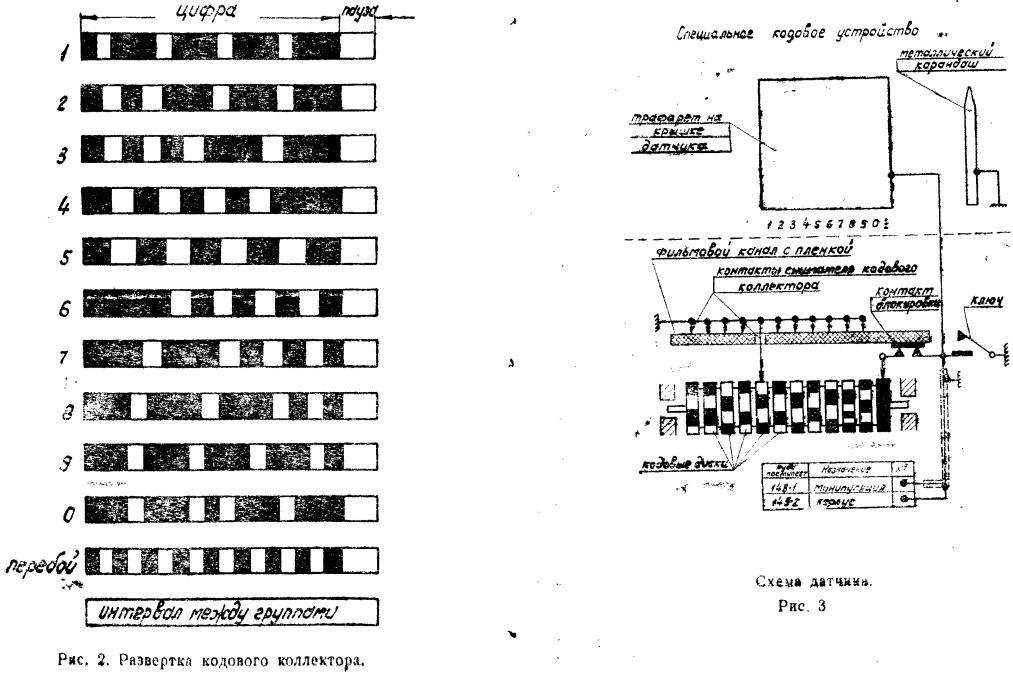 цифра
пауза
1
2
3
4
5
6
7
8
9
0
перебой
интервал между группами
Рис. 2. Развертка кодового коллектора.
Специальное кодовое устройство
металлический
карандаш
трафарет на
крышке
датчика
1 2 3 4 5 6 7 8 9 0
фильмовой канал с пленкой
контакты снимателя кодового
коллектора
контакт
блокировки
ключ
кодовые диски
Куда
поступает
Назначение
148-1
Манипуляция
148-2
корпус
Схема датчика.
Рис. 3